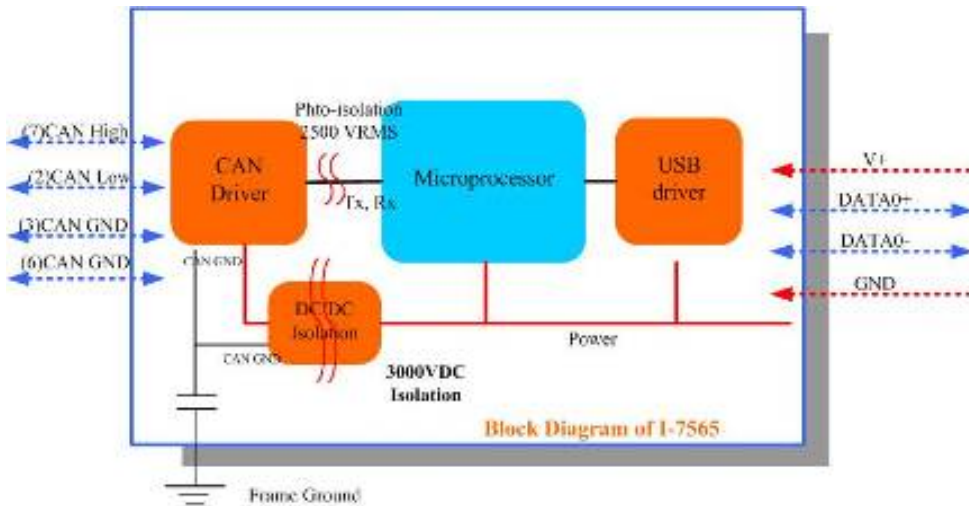 Phto-isolation
2500 VRMS
(7)CAN High
(2)CAN Low
(3)CAN GND
(6)CAN GND
CAN
Driver
Tx, Rx
Microprocessor
USB
driver
V+
DATA0+
DATA0-
GND
CAN GND
DC/DC
Isolation
CAN GND
Power
3000VDC
Isolation
Block Diagram of I-7565
Frame Ground